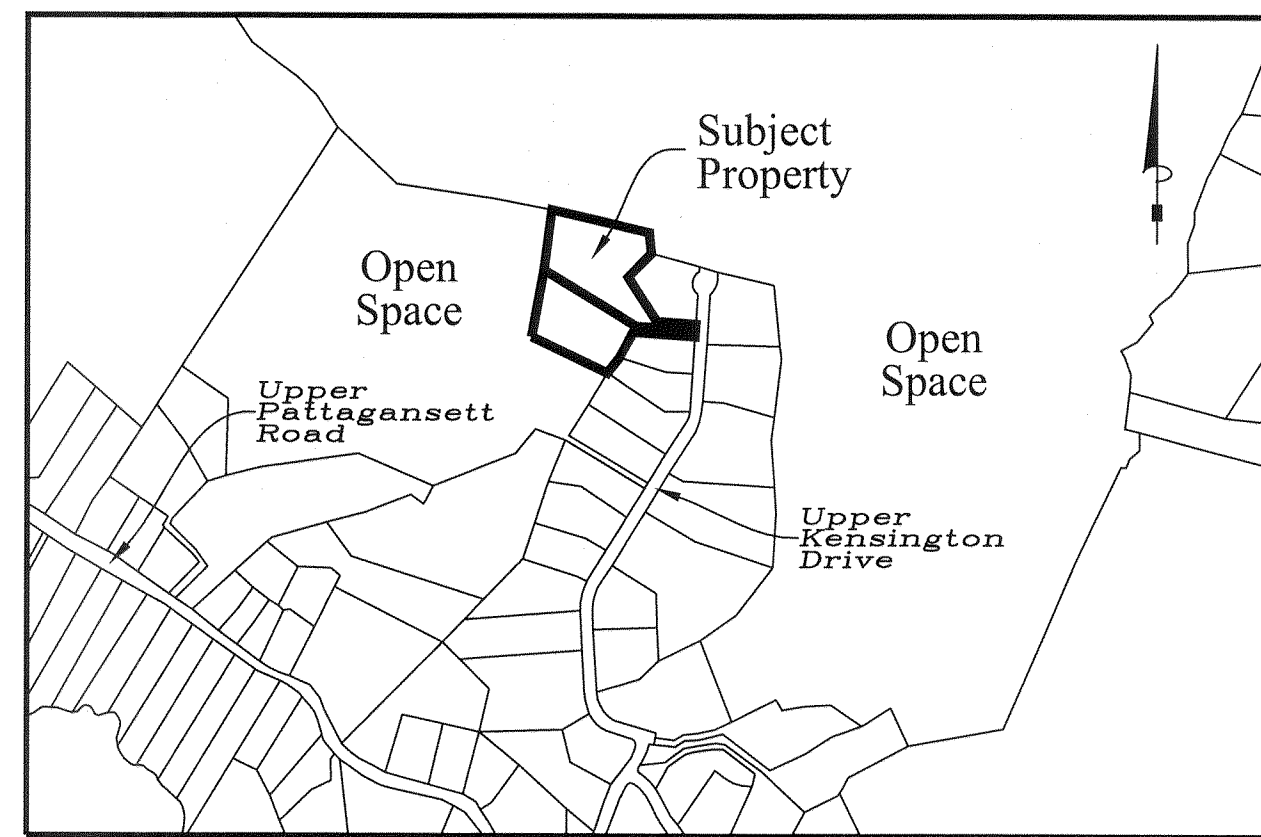 Subject
Property
Open
Space
Open
Space
Upper
Pattagansett
Road
Upper
Kensington
Drive